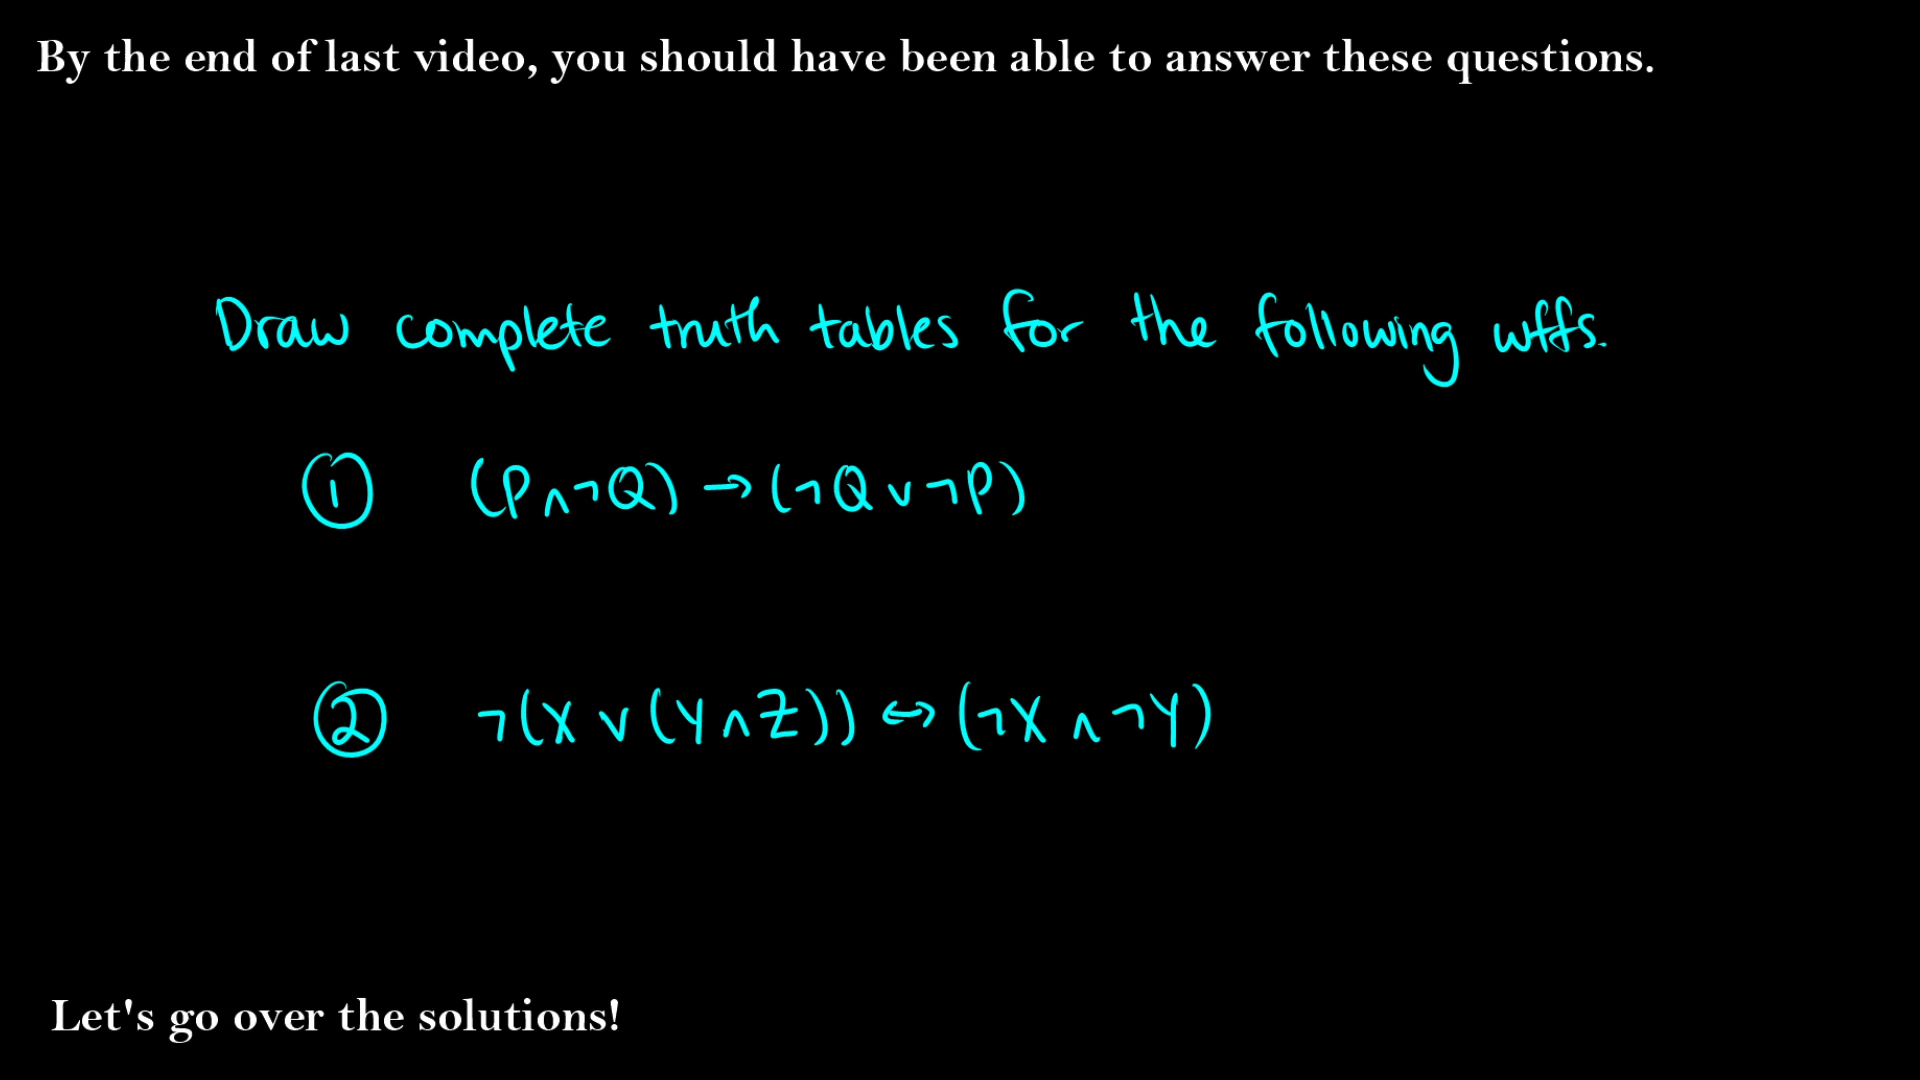 By the end of last video, you should have been able to answer these questions.
Draw complete truth tables for the following wffs.
① (P∧¬Q) → (¬Q∨¬P)
② ¬(X∨(Y∧Z)) ↔ (¬X∧¬Y)
Let's go over the solutions!